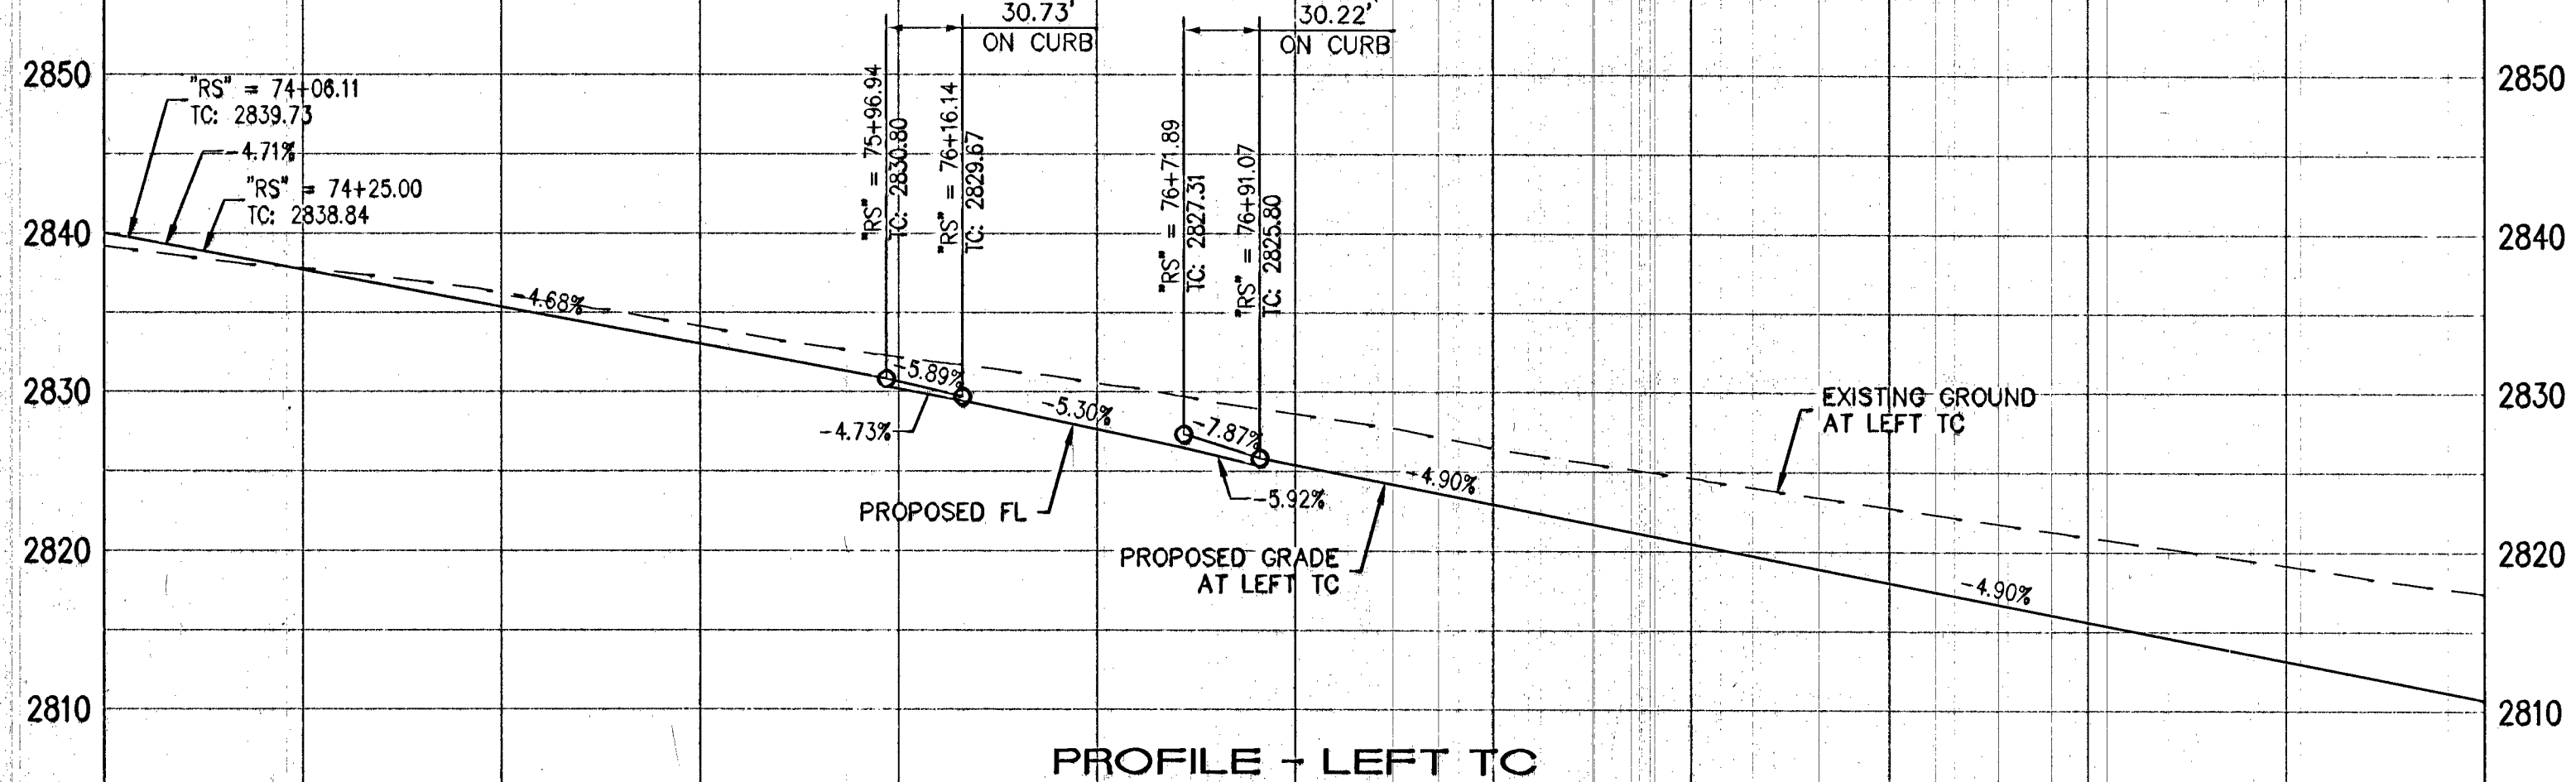 30.73'
ON CURB
30.22'
ON CURB
2850
2850
"RS" = 74+06.11
TC: 2839.73
-4.71%
"RS" = 74+25.00
TC: 2838.84
"RS" = 75+96.94
TC: 2830.80
"RS" = 76+16.14
TC: 2829.67
"RS" = 76+71.89
TC: 2827.31
"RS" = 76+91.07
TC: 2825.80
2840
2840
-4.68%
2830
2830
-5.89%
-4.73%
-5.30%
-7.87%
-5.92%
-4.90%
EXISTING GROUND
AT LEFT TC
PROPOSED FL
2820
2820
PROPOSED GRADE
AT LEFT TC
-4.90%
2810
2810
PROFILE - LEFT TC